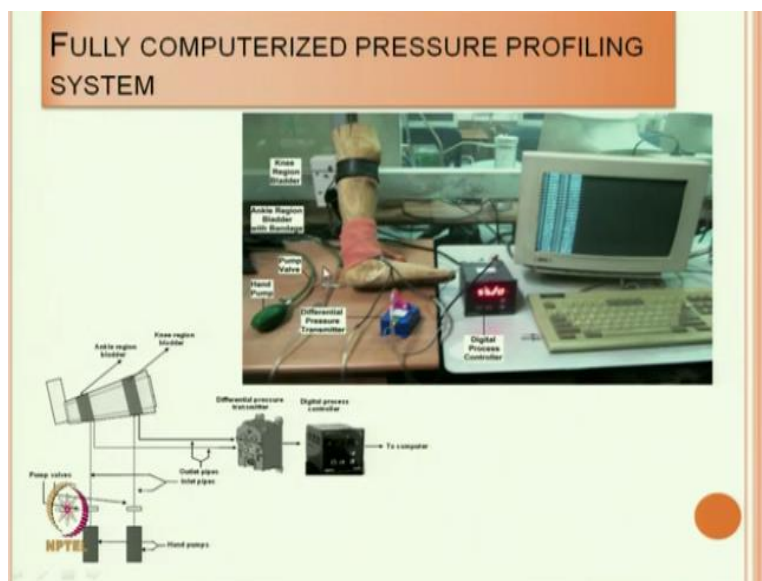 FULLY COMPUTERIZED PRESSURE PROFILING
SYSTEM
Knee
Region
Bladder
Ankle Region
Bladder
with Bandage
Pump
Valve
Hand
Pump
Differential
Pressure
Transmitter
Digital
Process
Controller
Knee region
bladder
Ankle region
bladder
Differential pressure
transmitter
Digital process
controller
To computer
Outlet pipes
Inlet pipes
Pump valves
Hand pumps
NPTEL